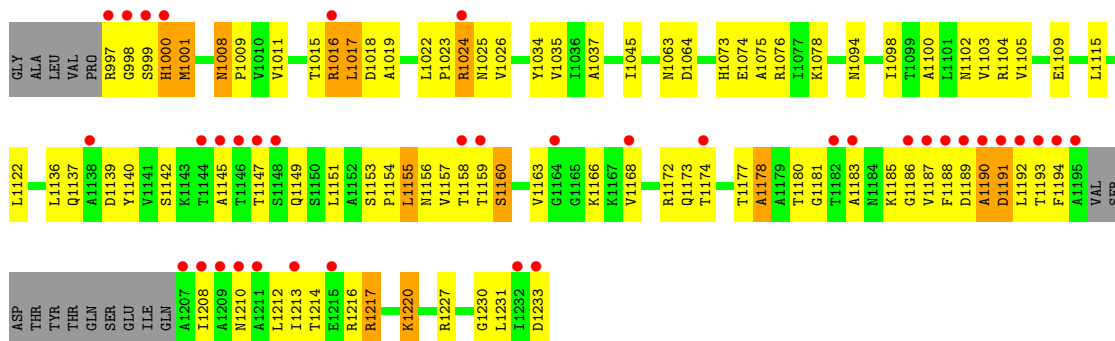 GLY ALA LEU VAL PRO R997 G998 S999 H1000 M1001 N1008 P1009 V1010 V1011 T1015 R1016 L1017 D1018 A1019 L1022 P1023 R1024 N1025 V1026 Y1034 V1035 I1036 A1037 I1045 N1063 D1064 H1073 E1074 A1075 R1076 I1077 K1078 N1094 I1098 T1099 A1100 L1101 N1102 V1103 R1104 V1105 E1109 L1115
L1122 L1136 Q1137 A1138 D1139 Y1140 V1141 S1142 K1143 T1144 A1145 T1146 T1147 S1148 Q1149 S1150 L1151 A1152 S1153 P1154 L1155 N1156 V1157 T1158 T1159 S1160 V1163 G1164 G1165 K1166 K1167 V1168 R1172 Q1173 T1174 T1177 A1178 A1179 T1180 G1181 T1182 A1183 N1184 K1185 G1186 V1187 F1188 D1189 A1190 D1191 L1192 T1193 F1194 A1195 VAL SER
ASP THR TYR THR GLN SER GLU ILE GLN A1207 I1208 A1209 N1210 A1211 L1212 I1213 T1214 E1215 R1216 R1217 K1220 R1227 G1230 L1231 I1232 D1233